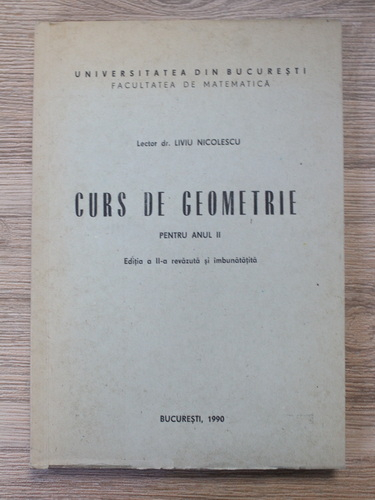 UNIVERSITATEA DIN BUCUREŞTI
FACULTATEA DE MATEMATICĂ
Lector dr. LIVIU NICOLESCU
CURS DE GEOMETRIE
PENTRU ANUL II
Ediţia a II-a revăzută şi îmbunătăţită
BUCUREŞTI, 1990